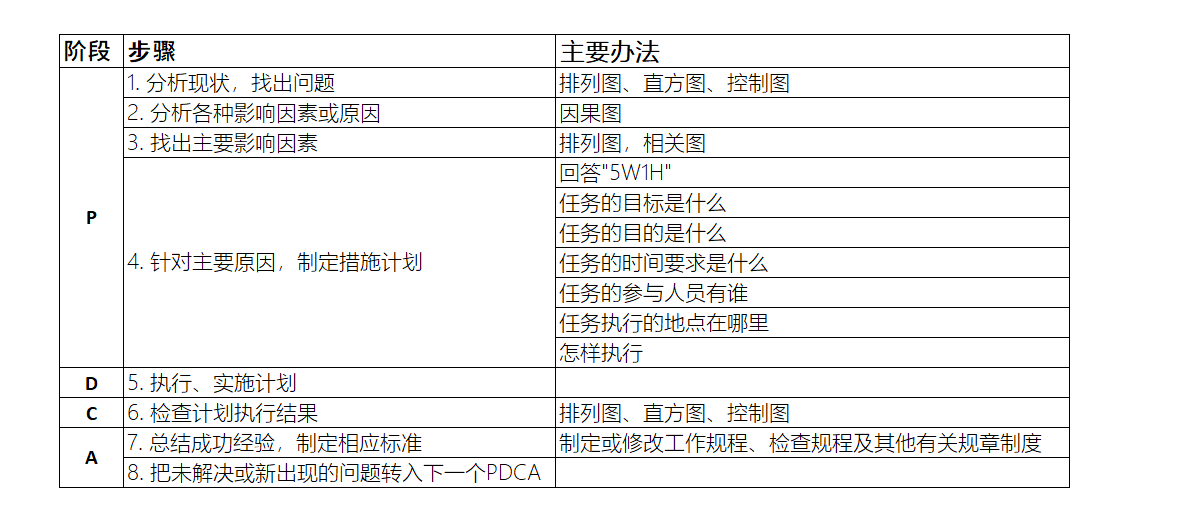 阶段 步骤 主要办法
1. 分析现状，找出问题 排列图、直方图、控制图
2. 分析各种影响因素或原因 因果图
3. 找出主要影响因素 排列图，相关图
P 4. 针对主要原因，制定措施计划 回答"5W1H"
任务的目标是什么
任务的目的是什么
任务的时间要求是什么
任务的参与人员有谁
任务执行的地点在哪里
怎样执行
D 5. 执行、实施计划
C 6. 检查计划执行结果 排列图、直方图、控制图
A 7. 总结成功经验，制定相应标准 制定或修改工作规程、检查规程及其他有关规章制度
8. 把未解决或新出现的问题转入下一个PDCA